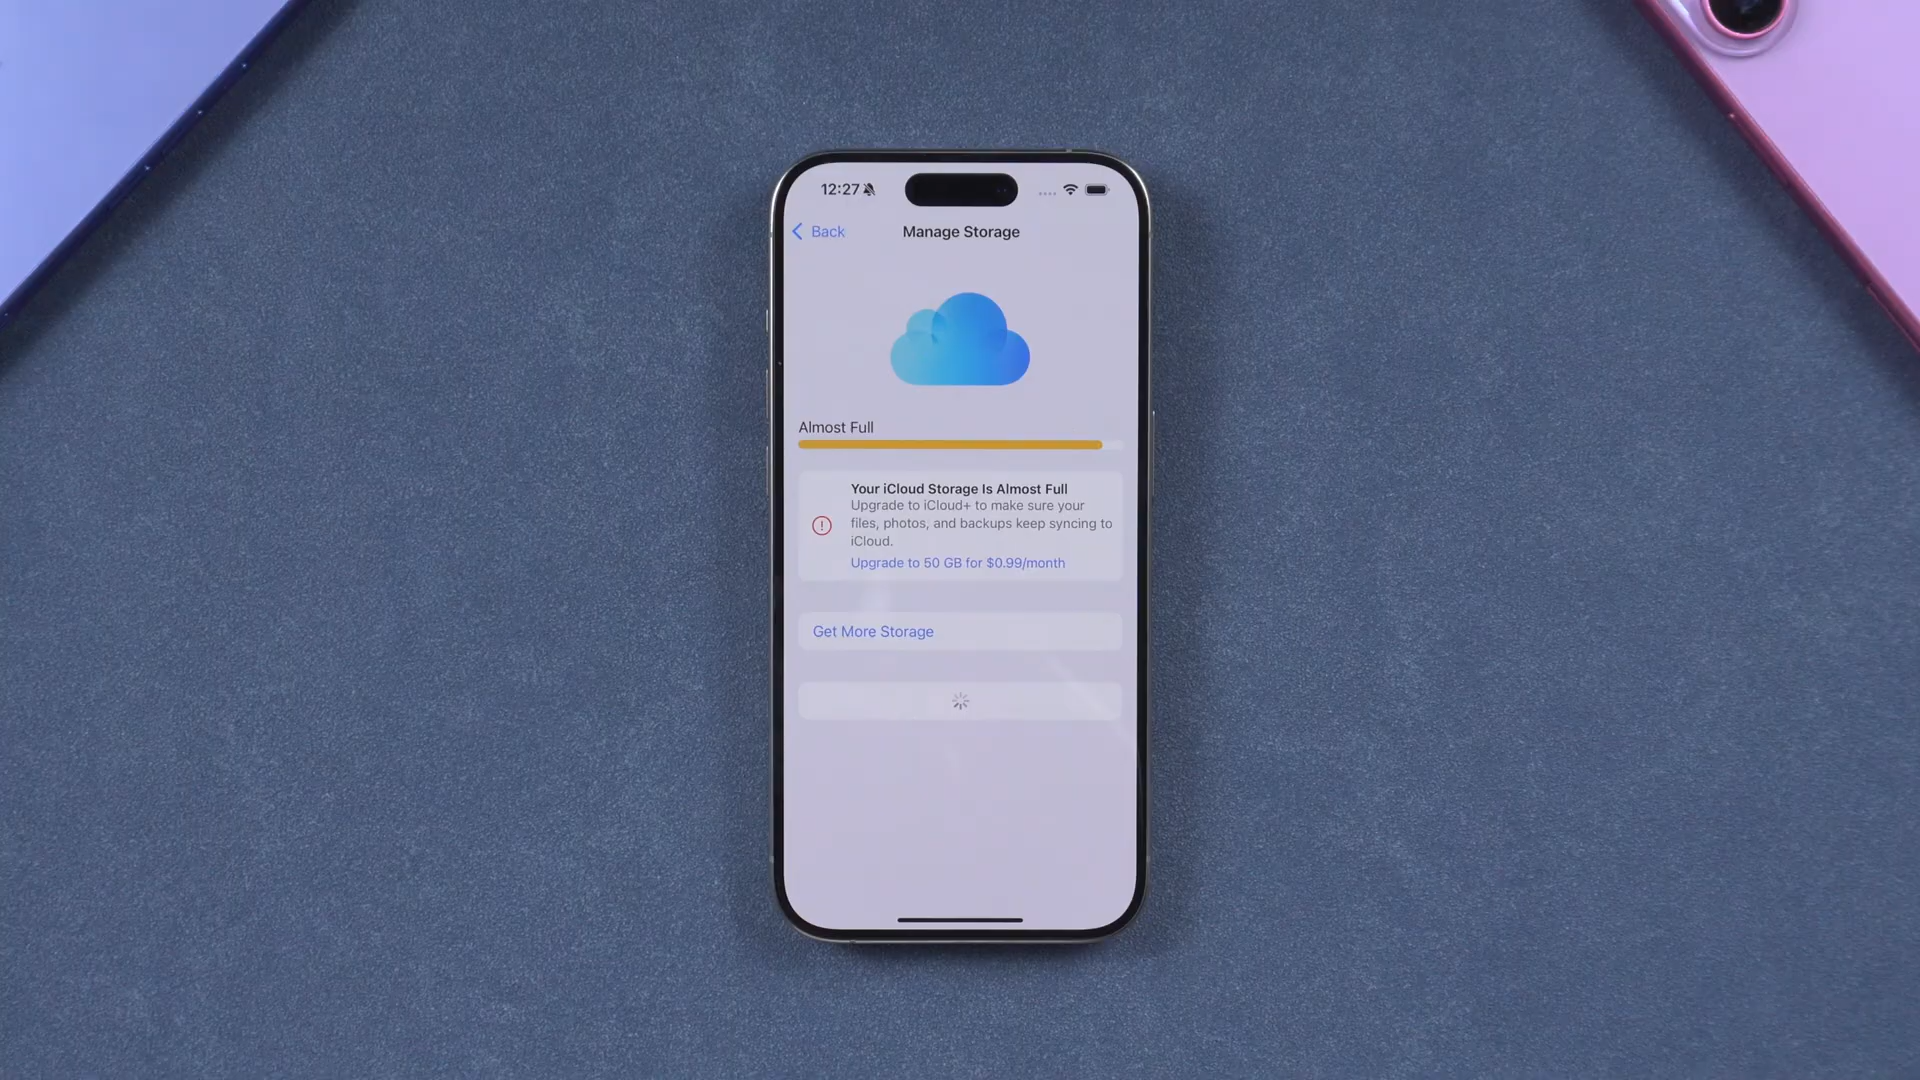 12:27
Back
Manage Storage
Almost Full
Your iCloud Storage Is Almost Full
Upgrade to iCloud+ to make sure your
files, photos, and backups keep syncing to
iCloud.
Upgrade to 50 GB for $0.99/month
Get More Storage